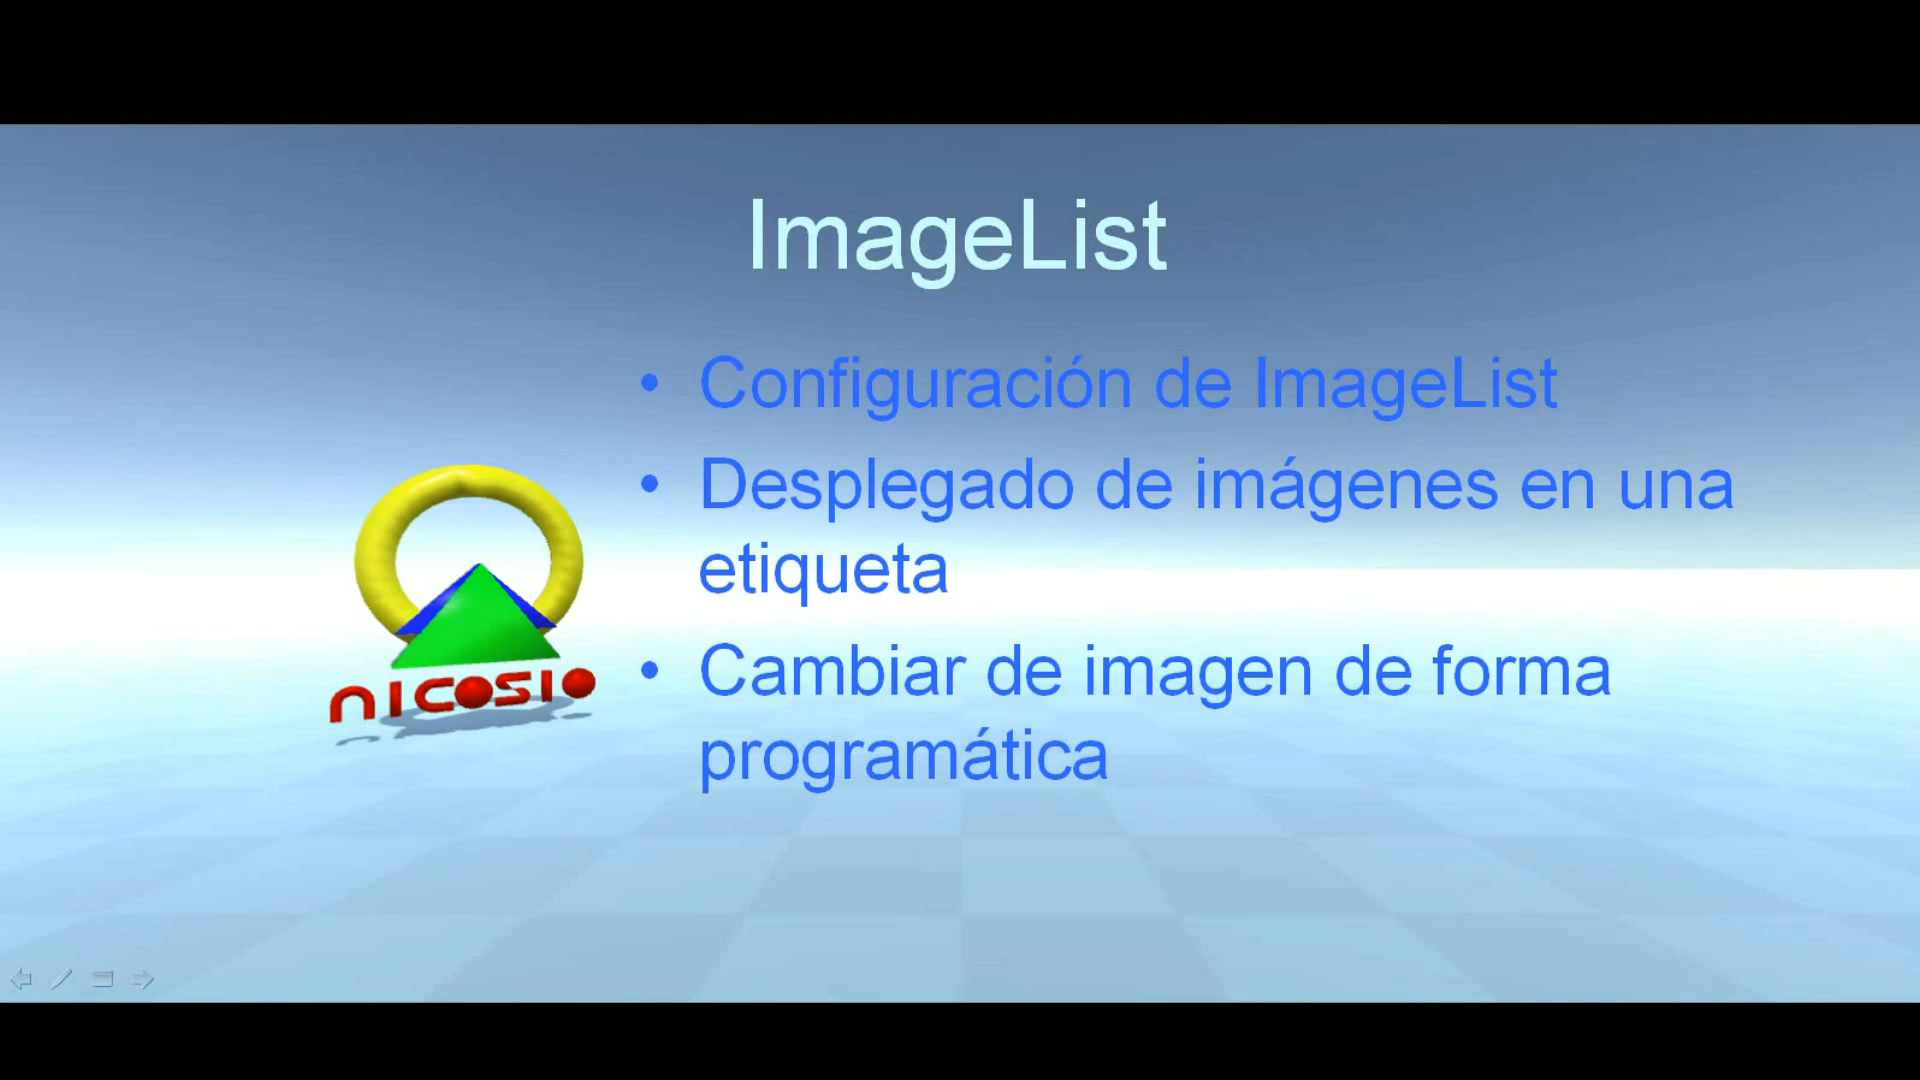 ImageList
• Configuración de ImageList
• Desplegado de imágenes en una
etiqueta
• Cambiar de imagen de forma
programática
nicosio